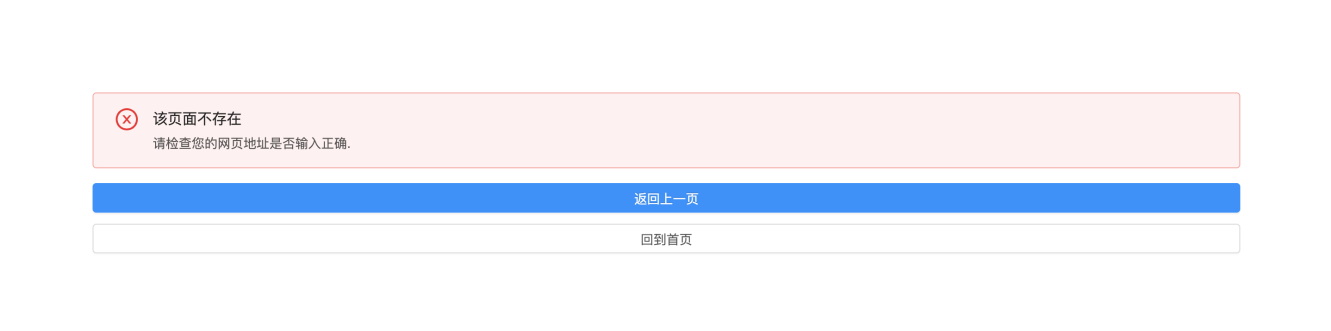 该页面不存在
请检查您的网页地址是否输入正确.
返回上一页
回到首页